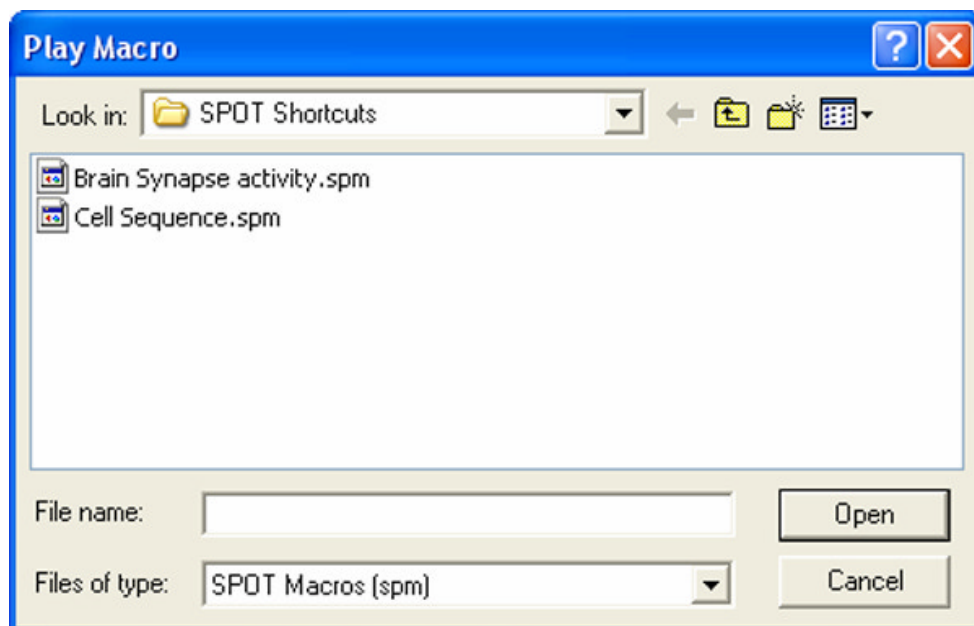 Play Macro
Look in: SPOT Shortcuts
Brain Synapse activity.spm
Cell Sequence.spm
File name: Open
Files of type: SPOT Macros (spm) Cancel